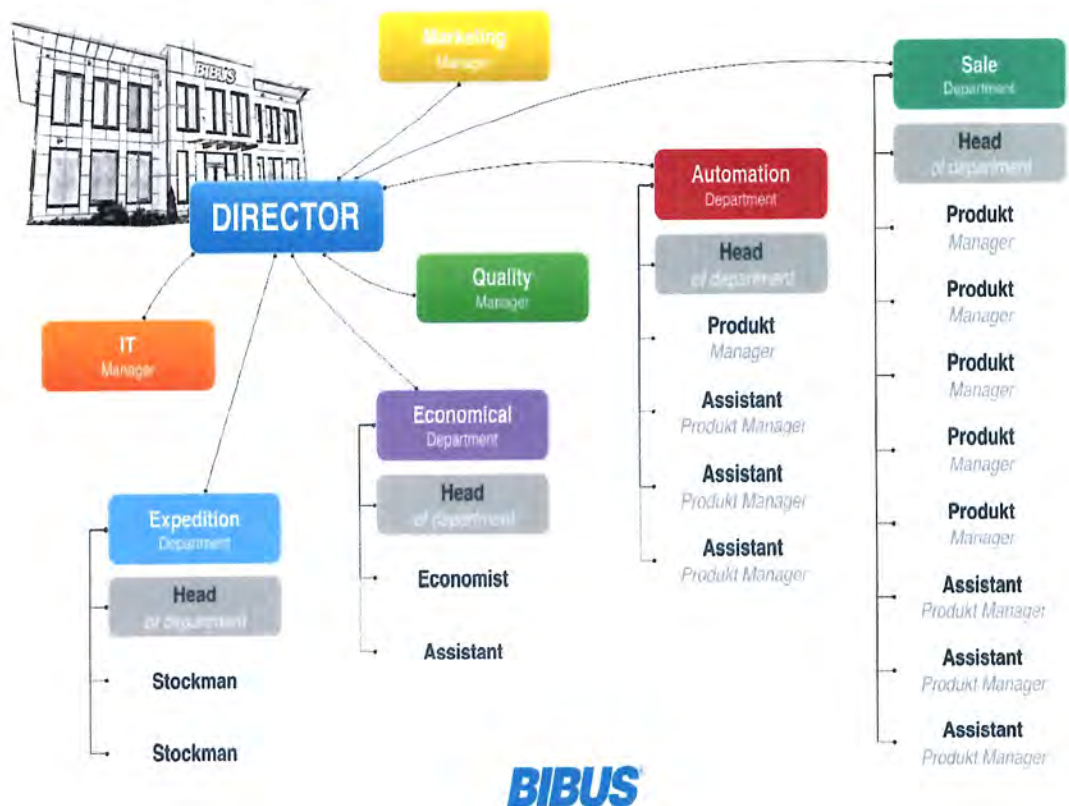 BIBUS
Marketing
Manager
Sale
Department
Head
of department
Produkt
Manager
Produkt
Manager
Produkt
Manager
Produkt
Manager
Produkt
Manager
Assistant
Produkt Manager
Assistant
Produkt Manager
Assistant
Produkt Manager
Automation
Department
Head
of department
Produkt
Manager
Assistant
Produkt Manager
Assistant
Produkt Manager
Assistant
Produkt Manager
DIRECTOR
Quality
Manager
IT
Manager
Economical
Department
Head
of department
Economist
Assistant
Expedition
Department
Head
of department
Stockman
Stockman
BIBUS